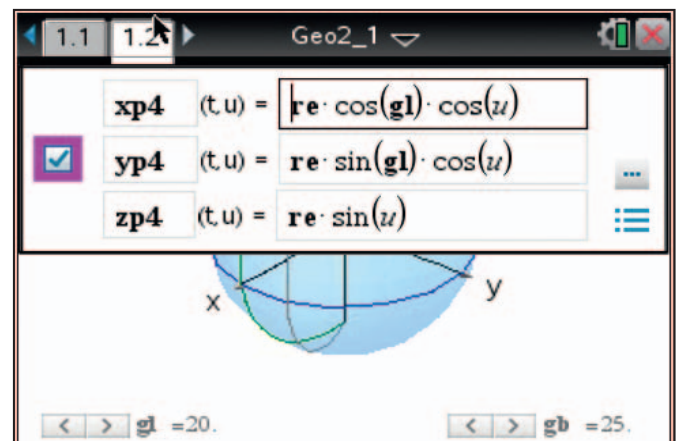 1.1 1.2 Geo2_1
xp4 (t,u) = re· cos(gl)· cos(u)
yp4 (t,u) = re· sin(gl)· cos(u)
...
zp4 (t,u) = re· sin(u)
x y
< > gl =20. < > gb =25.